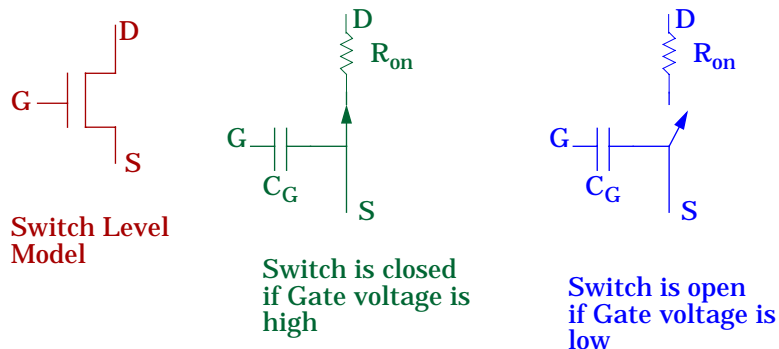 D
G
S
Switch Level
Model
D
R_on
G
C_G
S
Switch is closed
if Gate voltage is
high
D
R_on
G
C_G
S
Switch is open
if Gate voltage is
low